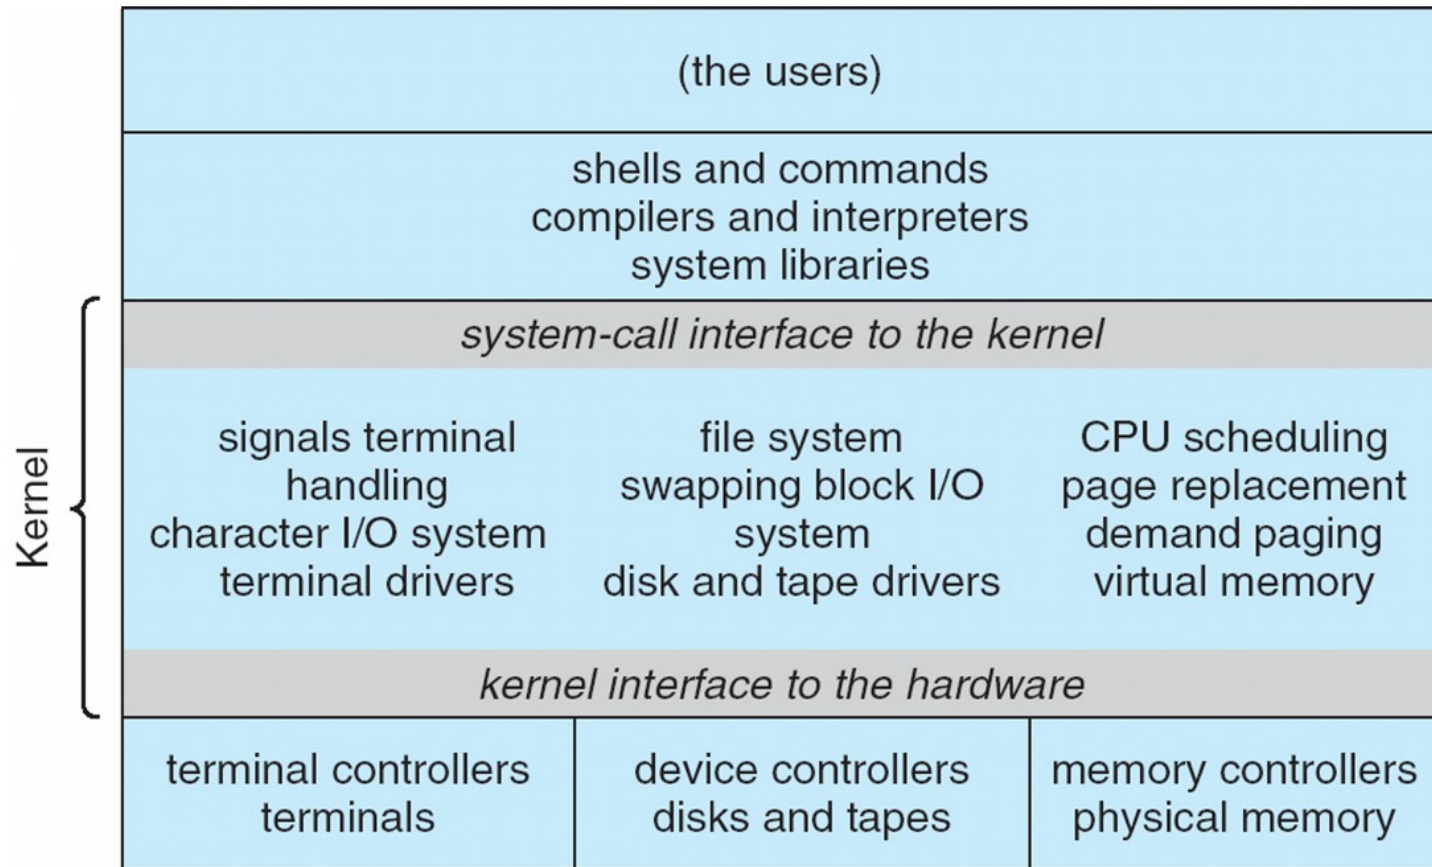 (the users)
shells and commands
compilers and interpreters
system libraries
system-call interface to the kernel
Kernel
signals terminal
handling
character I/O system
terminal drivers
file system
swapping block I/O
system
disk and tape drivers
CPU scheduling
page replacement
demand paging
virtual memory
kernel interface to the hardware
terminal controllers
terminals
device controllers
disks and tapes
memory controllers
physical memory